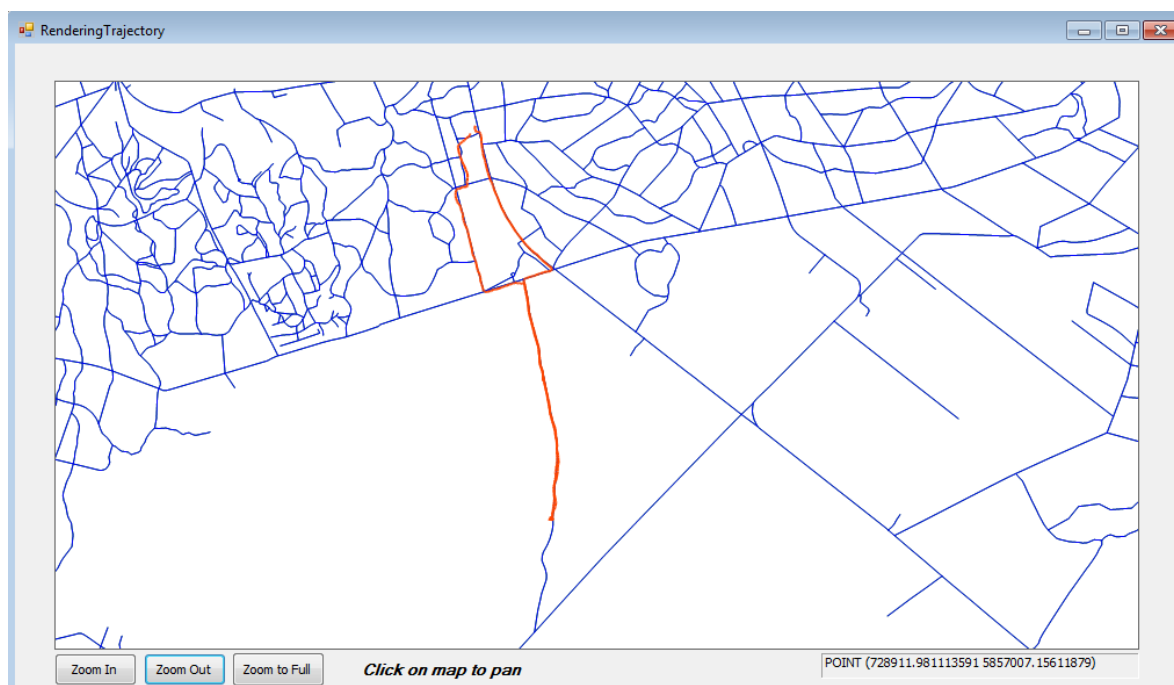 RenderingTrajectory
Zoom In
Zoom Out
Zoom to Full
Click on map to pan
POINT (728911.981113591 5857007.15611879)